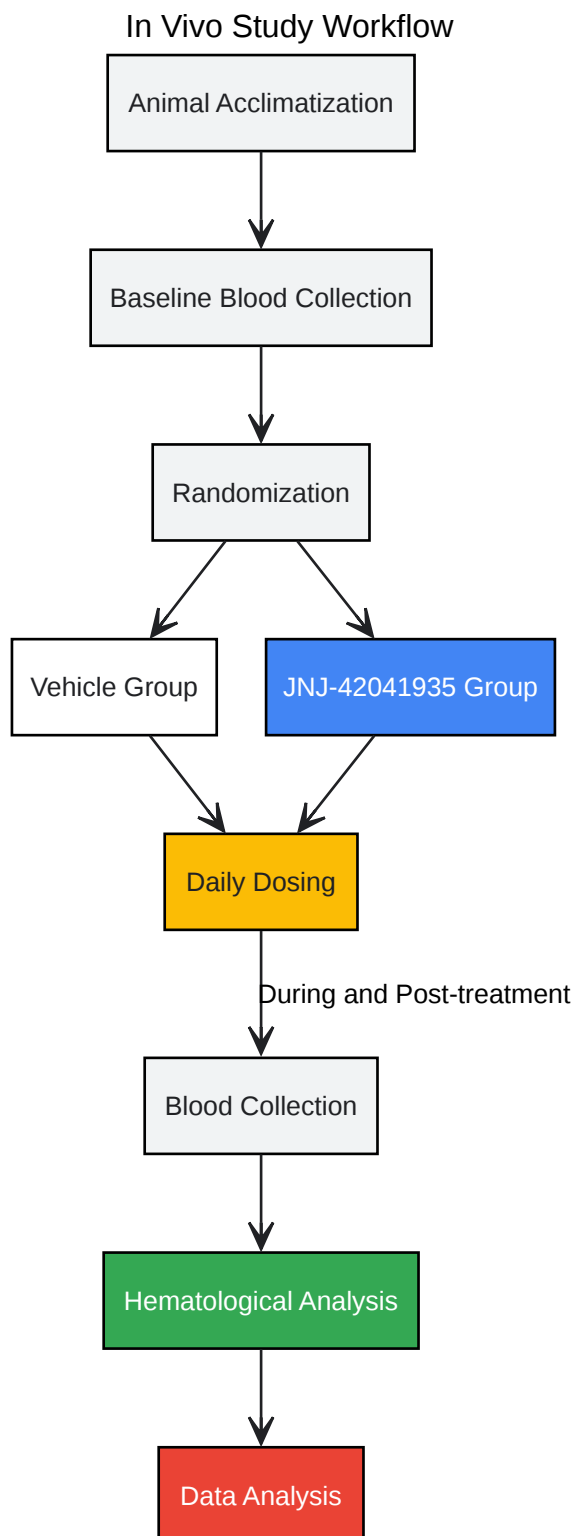 In Vivo Study Workflow
Animal Acclimatization
Baseline Blood Collection
Randomization
Vehicle Group
JNJ-42041935 Group
Daily Dosing
During and Post-treatment
Blood Collection
Hematological Analysis
Data Analysis